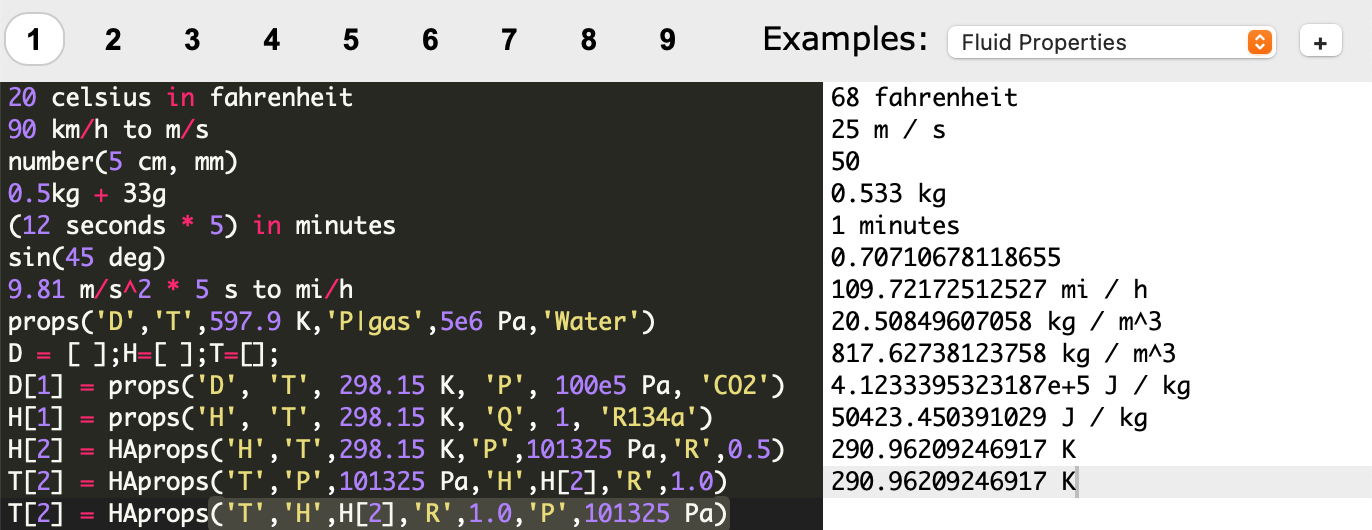 1 2 3 4 5 6 7 8 9 Examples: Fluid Properties +
20 celsius in fahrenheit
90 km/h to m/s
number(5 cm, mm)
0.5kg + 33g
(12 seconds * 5) in minutes
sin(45 deg)
9.81 m/s^2 * 5 s to mi/h
props('D','T',597.9 K,'P|gas',5e6 Pa,'Water')
D = [ ];H=[ ];T=[];
D[1] = props('D', 'T', 298.15 K, 'P', 100e5 Pa, 'CO2')
H[1] = props('H', 'T', 298.15 K, 'Q', 1, 'R134a')
H[2] = HAprops('H','T',298.15 K,'P',101325 Pa,'R',0.5)
T[2] = HAprops('T','P',101325 Pa,'H',H[2],'R',1.0)
T[2] = HAprops('T','H',H[2],'R',1.0,'P',101325 Pa)
68 fahrenheit
25 m / s
50
0.533 kg
1 minutes
0.70710678118655
109.72172512527 mi / h
20.50849607058 kg / m^3
817.62738123758 kg / m^3
4.1233395323187e+5 J / kg
50423.450391029 J / kg
290.96209246917 K
290.96209246917 K